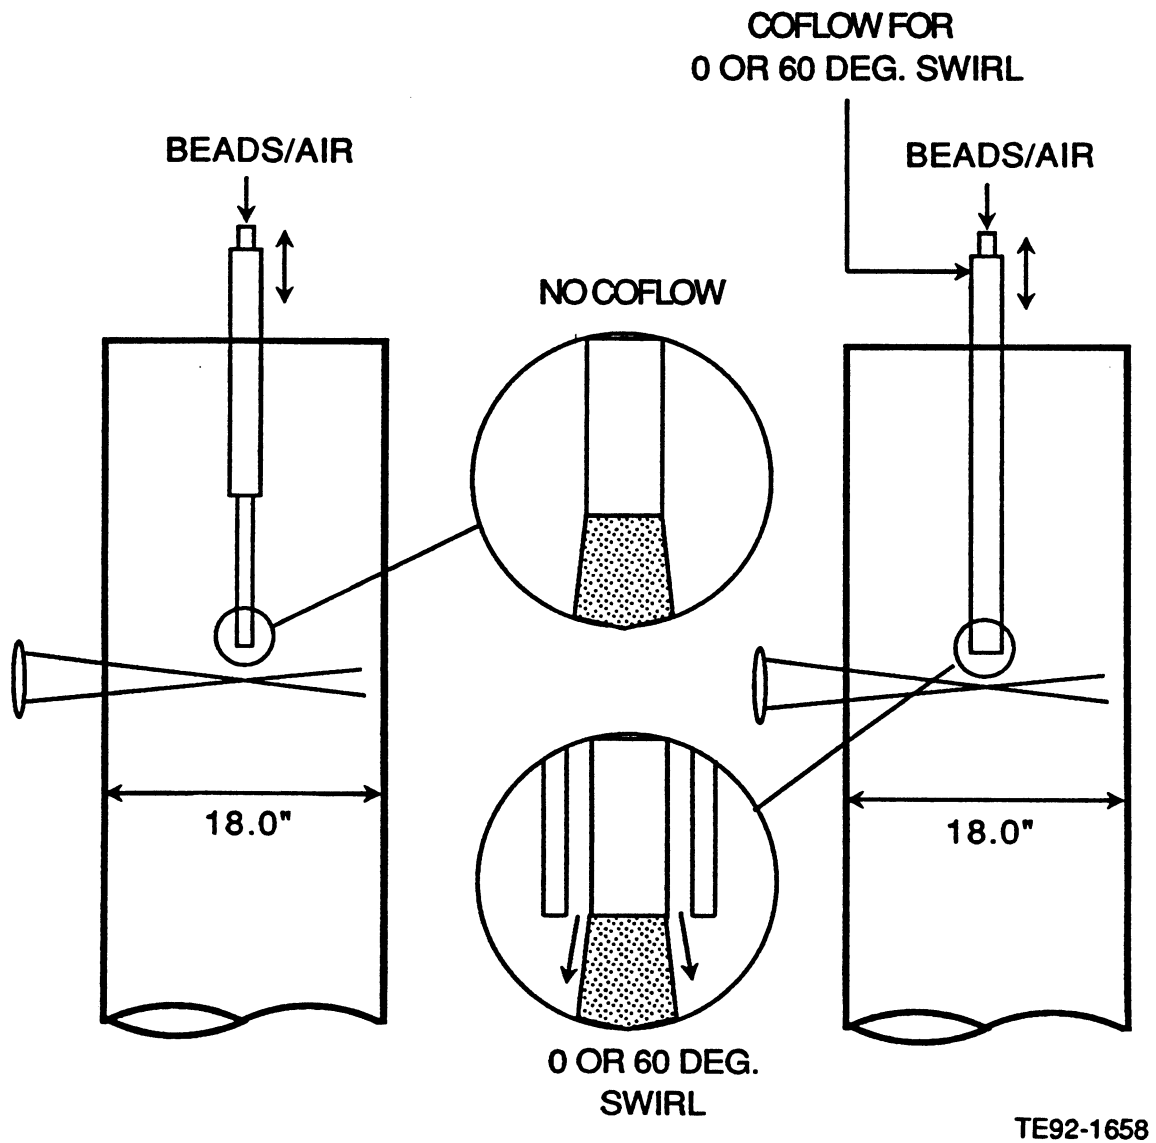 COFLOW FOR
0 OR 60 DEG. SWIRL
BEADS/AIR
BEADS/AIR
NO COFLOW
18.0"
18.0"
0 OR 60 DEG.
SWIRL
TE92-1658